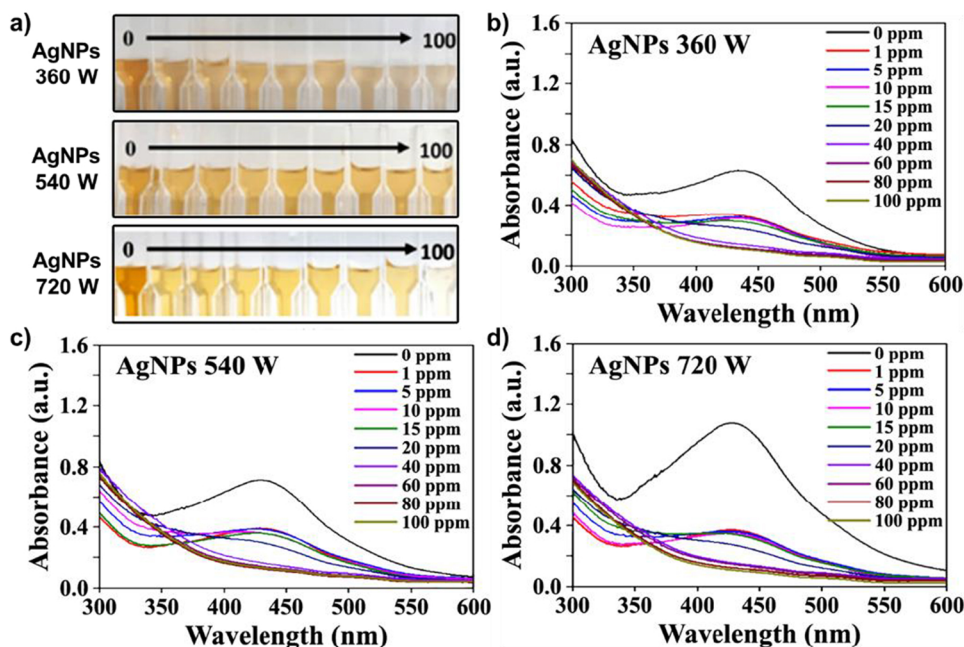 a)
AgNPs
360 W
0
100
AgNPs
540 W
0
100
AgNPs
720 W
0
100
b)
AgNPs 360 W
0 ppm
1 ppm
5 ppm
10 ppm
15 ppm
20 ppm
40 ppm
60 ppm
80 ppm
100 ppm
Absorbance (a.u.)
1.6
1.2
0.8
0.4
0.0
300 350 400 450 500 550 600
Wavelength (nm)
c)
AgNPs 540 W
0 ppm
1 ppm
5 ppm
10 ppm
15 ppm
20 ppm
40 ppm
60 ppm
80 ppm
100 ppm
Absorbance (a.u.)
1.6
1.2
0.8
0.4
0.0
300 350 400 450 500 550 600
Wavelength (nm)
d)
AgNPs 720 W
0 ppm
1 ppm
5 ppm
10 ppm
15 ppm
20 ppm
40 ppm
60 ppm
80 ppm
100 ppm
Absorbance (a.u.)
1.6
1.2
0.8
0.4
0.0
300 350 400 450 500 550 600
Wavelength (nm)